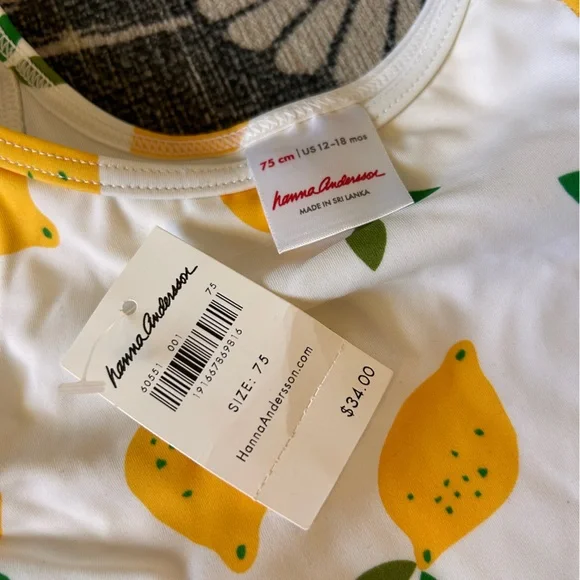 75 cm | US 12-18 mos
hanna Andersson
MADE IN SRI LANKA
hanna Andersson
60551 001 75
191667869816
SIZE: 75
HannaAndersson.com
$34.00